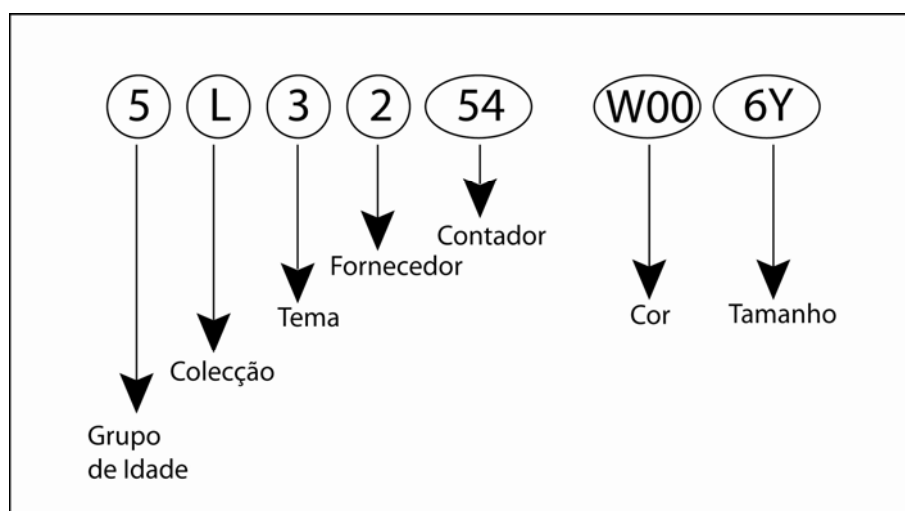 5 L 3 2 54 W00 6Y
Contador
Fornecedor
Tema
Cor
Tamanho
Colecção
Grupo
de Idade